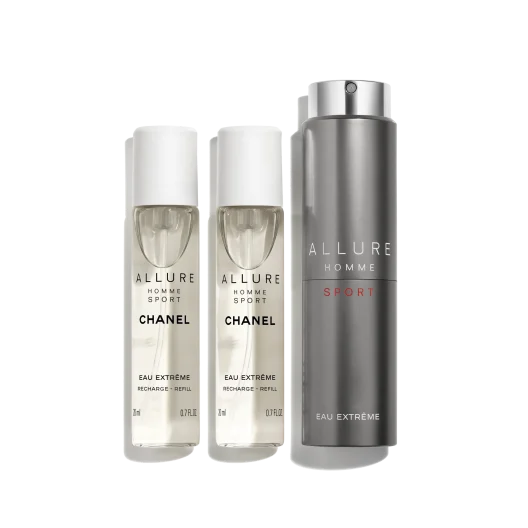 ALLURE
HOMME
SPORT
CHANEL
EAU EXTRÊME
RECHARGE - REFILL
20ml 0.7 FL.OZ.
ALLURE
HOMME
SPORT
CHANEL
EAU EXTRÊME
RECHARGE - REFILL
20ml 0.7 FL.OZ.
ALLURE
HOMME
SPORT
EAU EXTRÊME